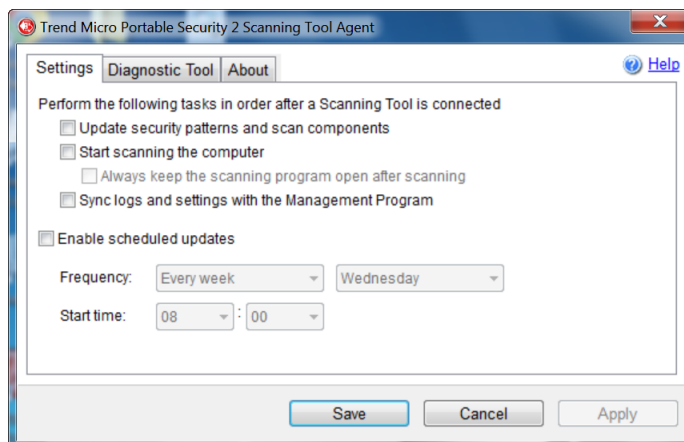 Trend Micro Portable Security 2 Scanning Tool Agent
Settings
Diagnostic Tool
About
Help
Perform the following tasks in order after a Scanning Tool is connected
Update security patterns and scan components
Start scanning the computer
Always keep the scanning program open after scanning
Sync logs and settings with the Management Program
Enable scheduled updates
Frequency: Every week Wednesday
Start time: 08 : 00
Save Cancel Apply